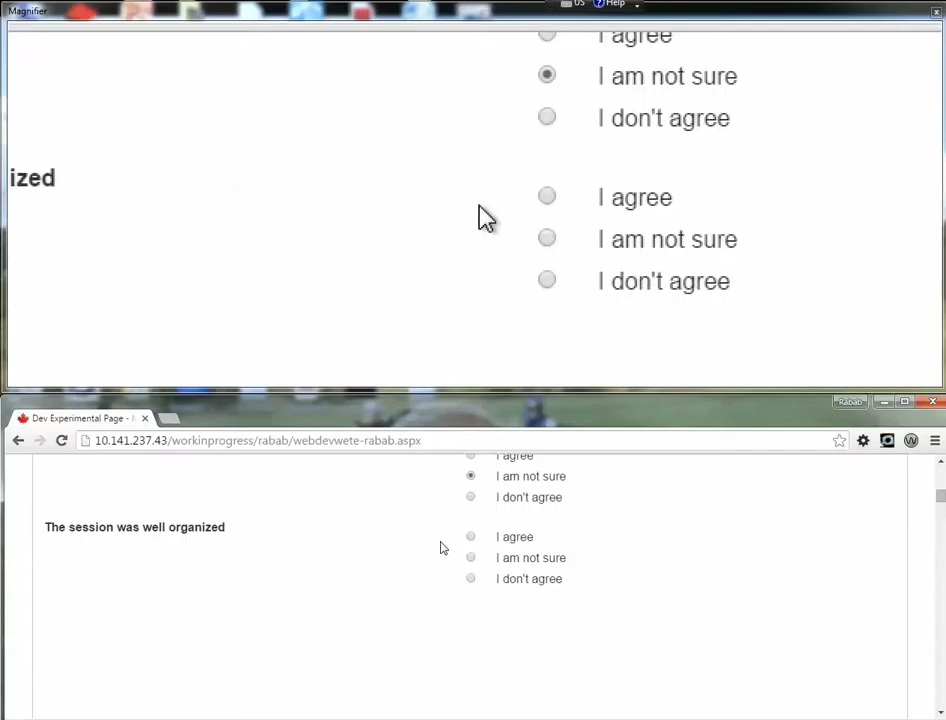 US Help
Magnifier
I agree
I am not sure
I don't agree
ized
I agree
I am not sure
I don't agree
Rabab
Dev Experimental Page -
10.141.237.43/workinprogress/rabab/webdevwete-rabab.aspx
I agree
I am not sure
I don't agree
The session was well organized
I agree
I am not sure
I don't agree